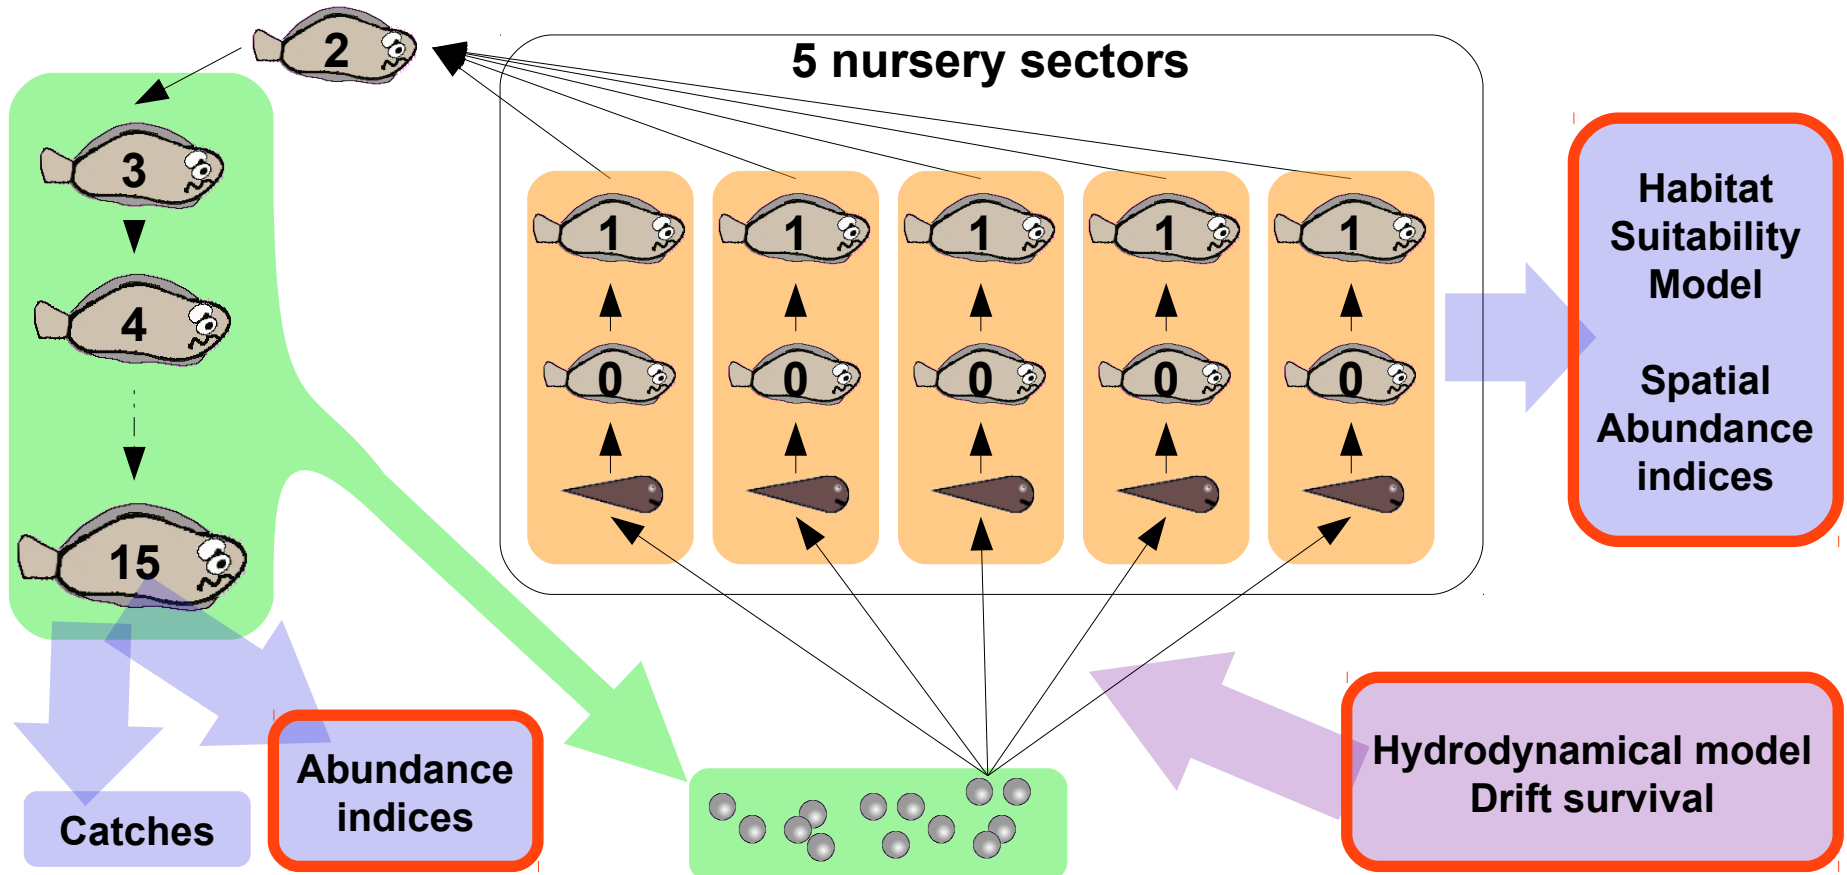 2
5 nursery sectors
3
4
15
1 1 1 1 1
0 0 0 0 0
Habitat
Suitability
Model
Spatial
Abundance
indices
Catches
Abundance
indices
Hydrodynamical model
Drift survival